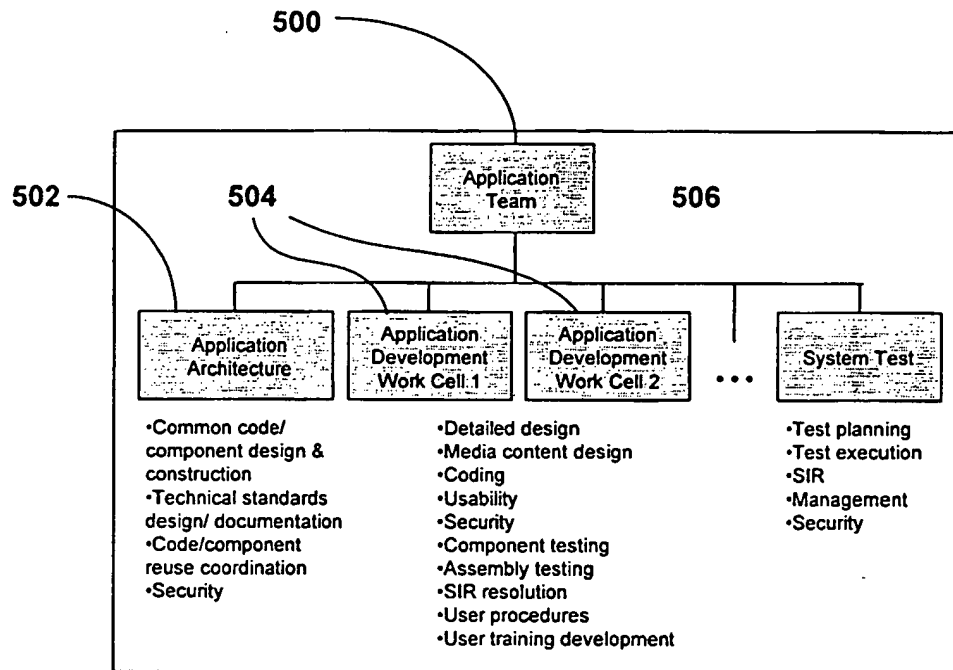 500
Application
Team
502
504
506
Application
Architecture
Application
Development
Work Cell 1
Application
Development
Work Cell 2
...
System Test
•Common code/
component design &
construction
•Technical standards
design/ documentation
•Code/component
reuse coordination
•Security
•Detailed design
•Media content design
•Coding
•Usability
•Security
•Component testing
•Assembly testing
•SIR resolution
•User procedures
•User training development
•Test planning
•Test execution
•SIR
•Management
•Security